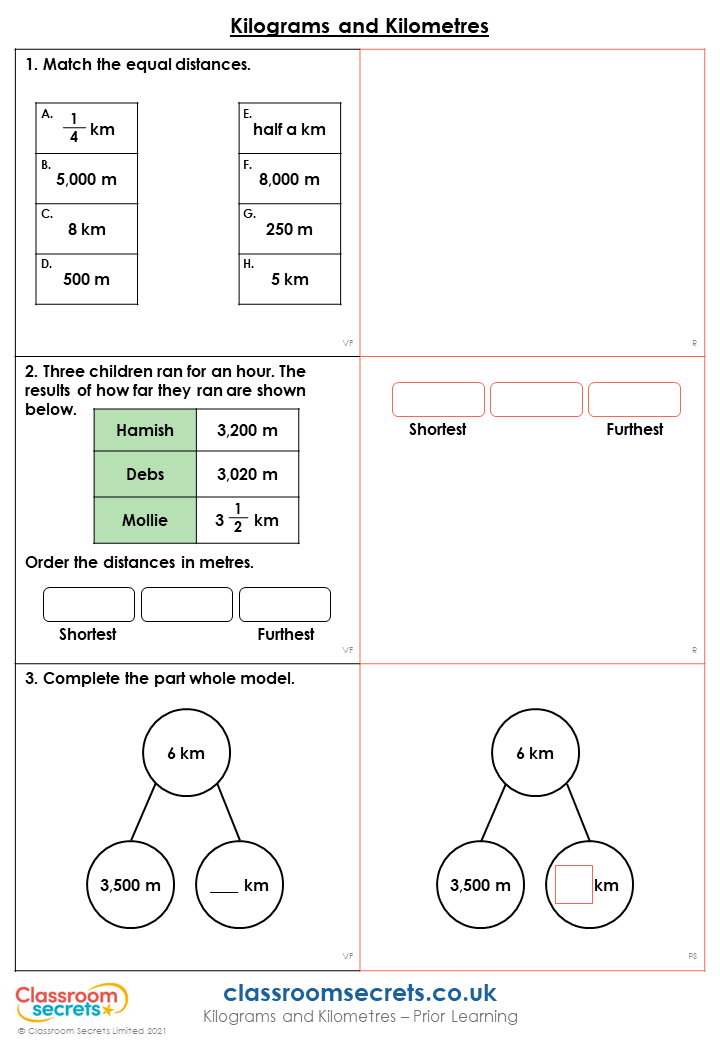 Kilograms and Kilometres
1. Match the equal distances.
A. 1/4 km
E. half a km
B. 5,000 m
F. 8,000 m
C. 8 km
G. 250 m
D. 500 m
H. 5 km
VF
R
2. Three children ran for an hour. The
results of how far they ran are shown
below.
Hamish 3,200 m
Debs 3,020 m
Mollie 3 1/2 km
Order the distances in metres.
Shortest Furthest
VF
Shortest Furthest
R
3. Complete the part whole model.
6 km
3,500 m ___ km
VF
6 km
3,500 m km
PS
Classroom
secrets
© Classroom Secrets Limited 2021
classroomsecrets.co.uk
Kilograms and Kilometres – Prior Learning